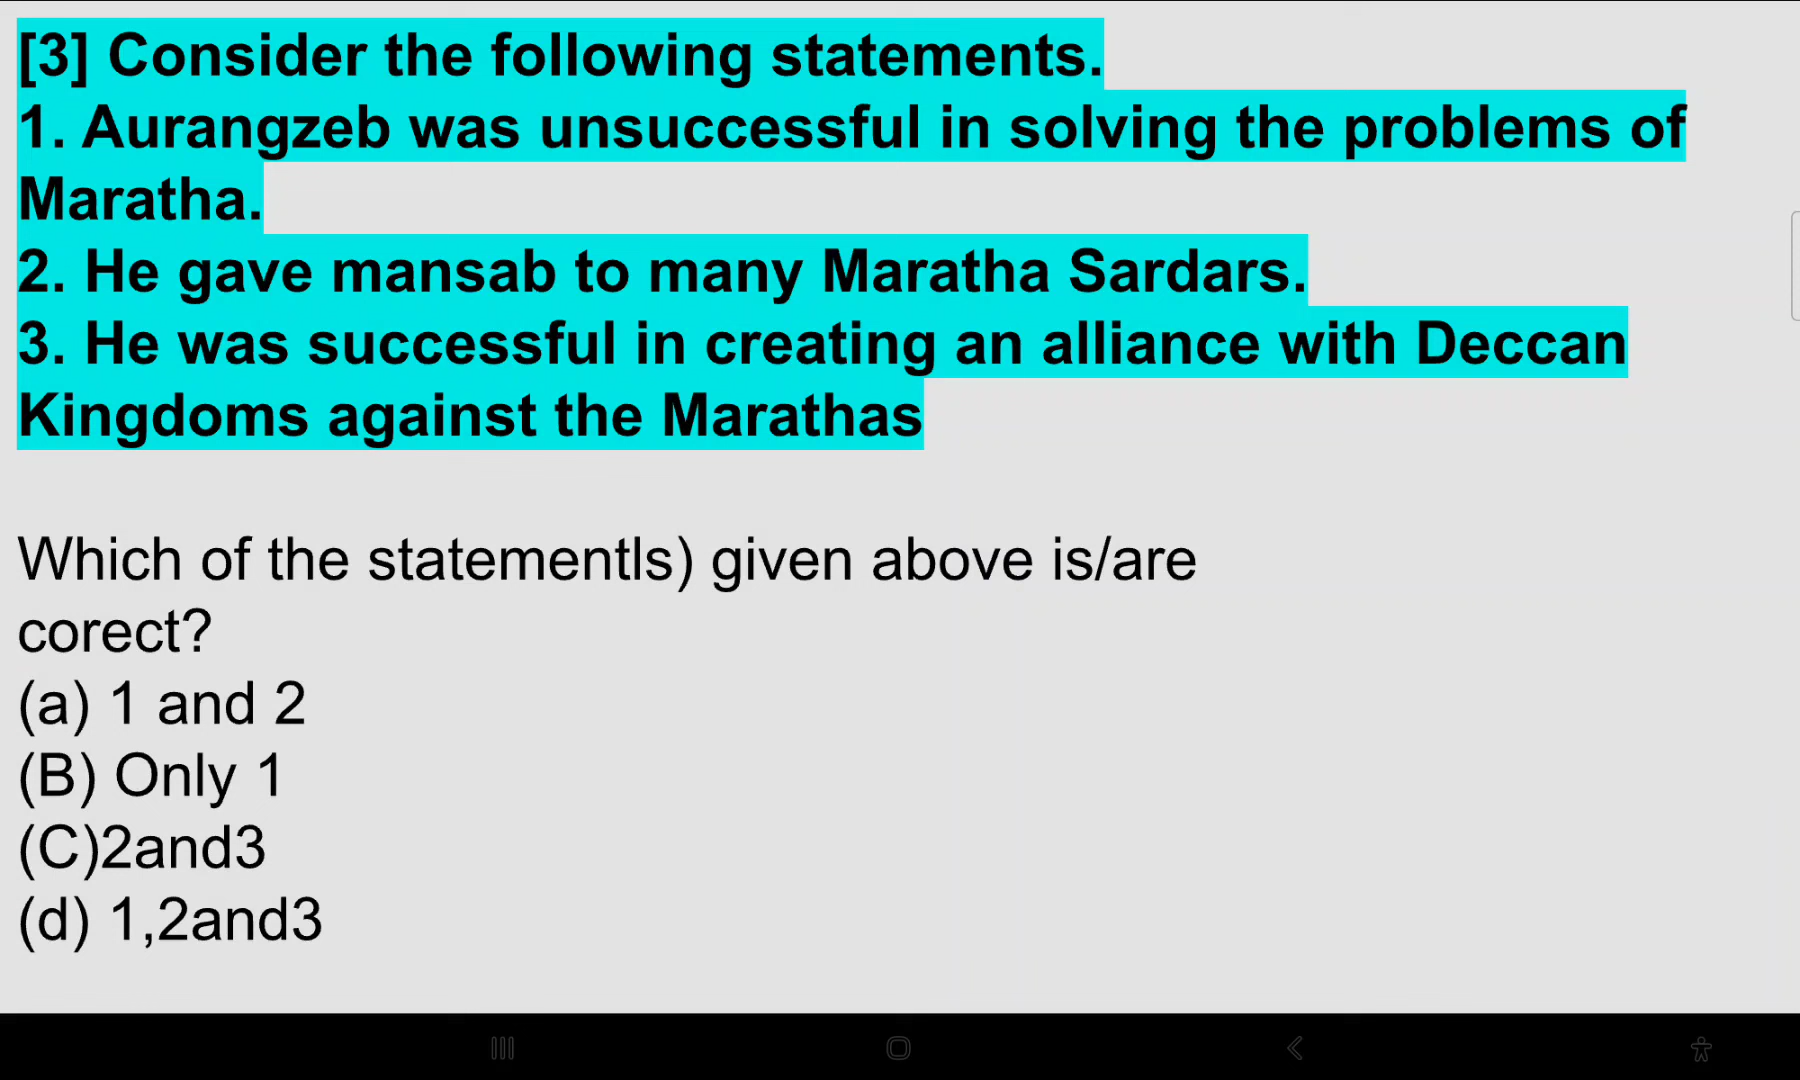 [3] Consider the following statements.
1. Aurangzeb was unsuccessful in solving the problems of
Maratha.
2. He gave mansab to many Maratha Sardars.
3. He was successful in creating an alliance with Deccan
Kingdoms against the Marathas
Which of the statementls) given above is/are
corect?
(a) 1 and 2
(B) Only 1
(C)2and3
(d) 1,2and3